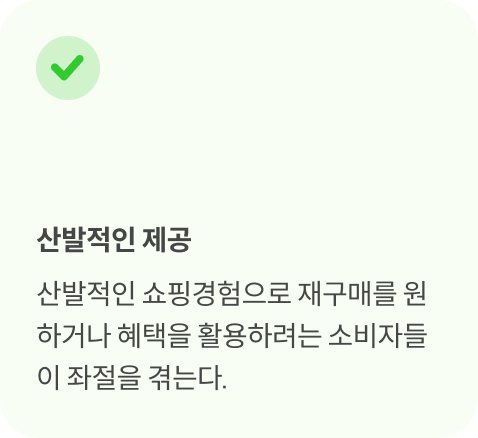 산발적인 제공
산발적인 쇼핑경험으로 재구매를 원
하거나 혜택을 활용하려는 소비자들
이 좌절을 겪는다.